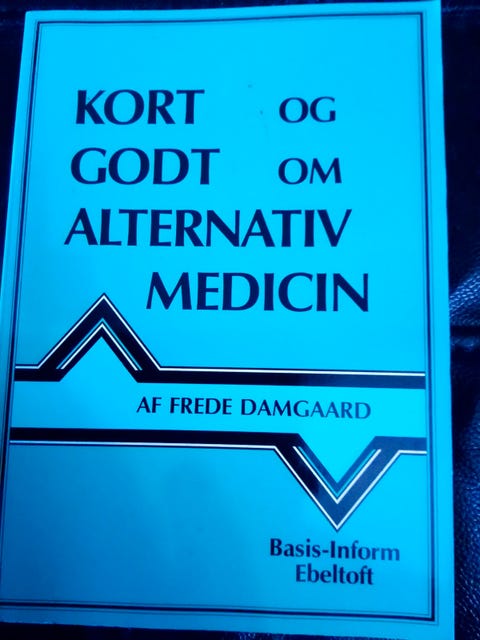 KORT OG
GODT OM
ALTERNATIV
MEDICIN
AF FREDE DAMGAARD
Basis-Inform
Ebeltoft